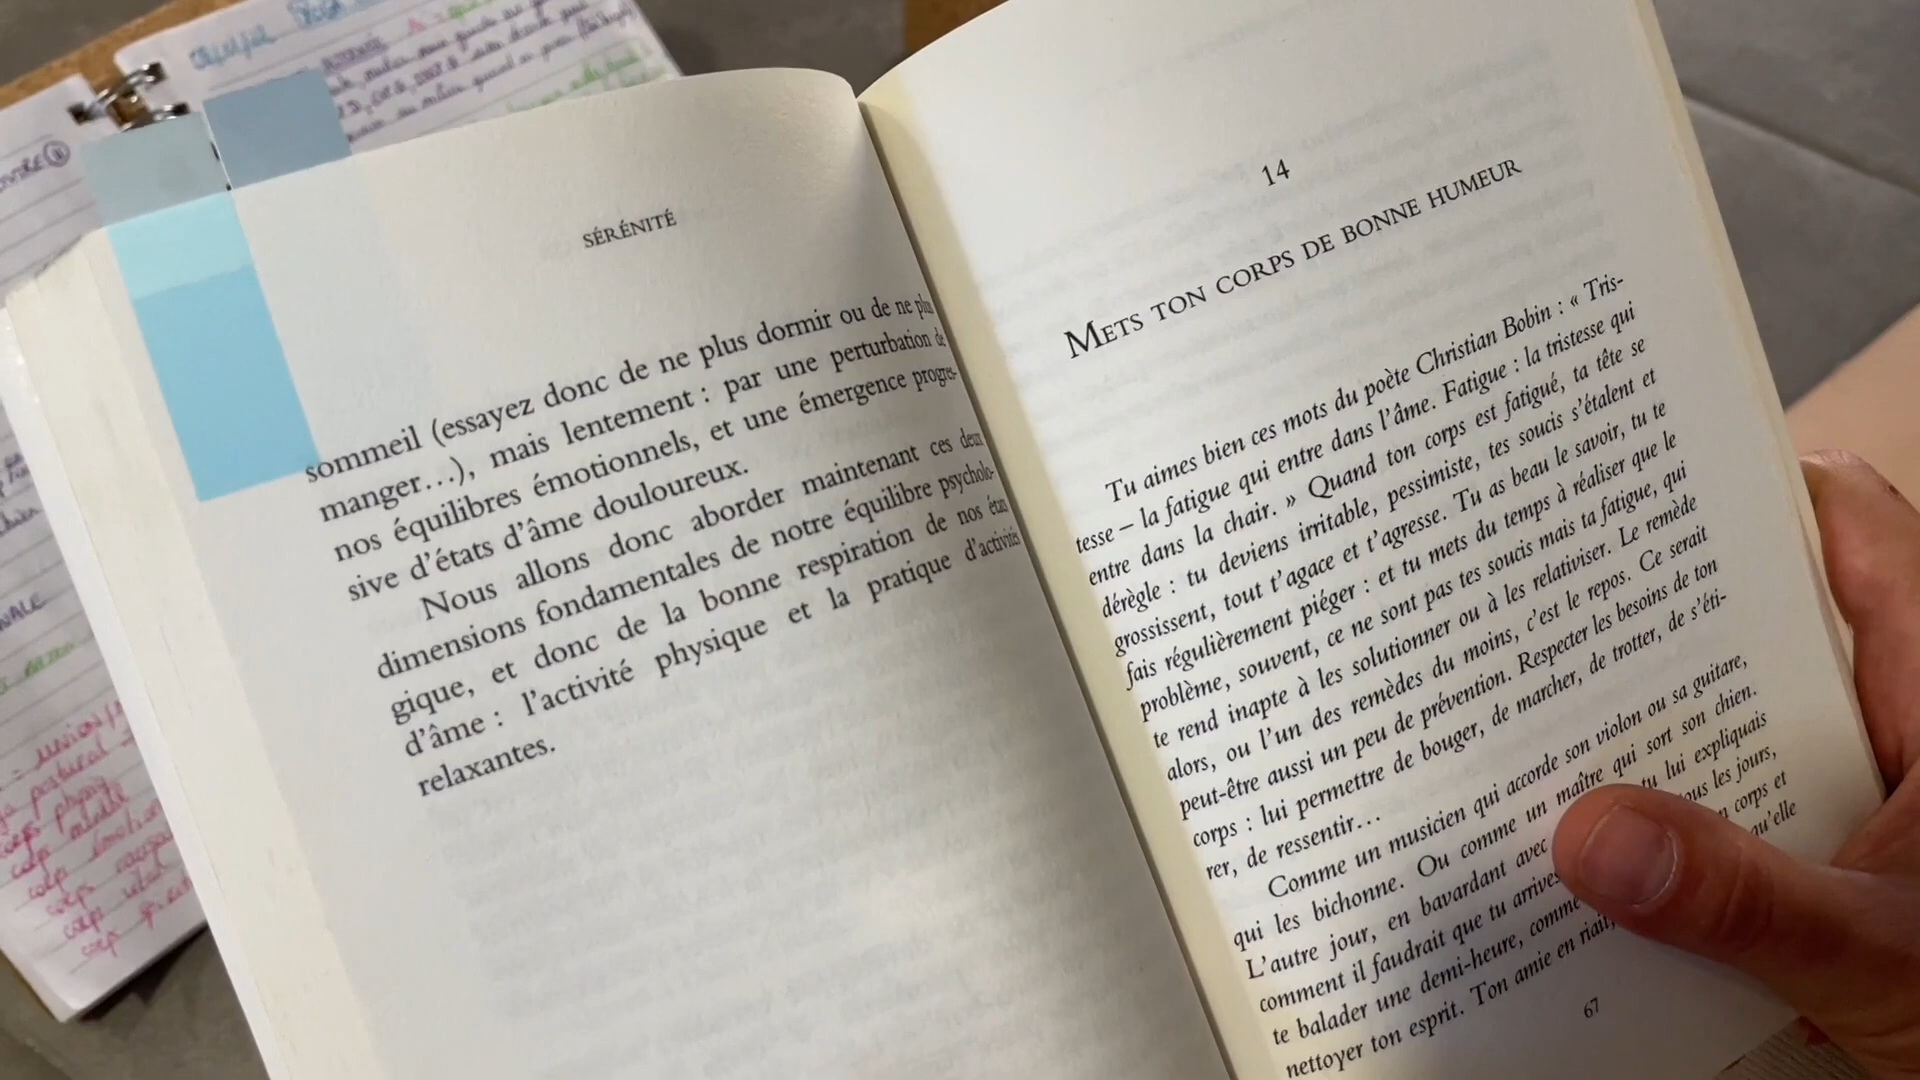 SÉRÉNITÉ
sommeil (essayez donc de ne plus dormir ou de ne plus
manger…), mais lentement : par une perturbation de
nos équilibres émotionnels, et une émergence progres-
sive d'états d'âme douloureux.
Nous allons donc aborder maintenant ces deux
dimensions fondamentales de notre équilibre psycholo-
gique, et donc de la bonne respiration de nos états
d'âme : l'activité physique et la pratique d'activités
relaxantes.
14
METS TON CORPS DE BONNE HUMEUR
Tu aimes bien ces mots du poète Christian Bobin : « Tris-
tesse – la fatigue qui entre dans l'âme. Fatigue : la tristesse qui
entre dans la chair. » Quand ton corps est fatigué, ta tête se
dérègle : tu deviens irritable, pessimiste, tes soucis s'étalent et
grossissent, tout t'agace et t'agresse. Tu as beau le savoir, tu te
fais régulièrement piéger : et tu mets du temps à réaliser que le
problème, souvent, ce ne sont pas tes soucis mais ta fatigue, qui
te rend inapte à les solutionner ou à les relativiser. Le remède
alors, ou l'un des remèdes du moins, c'est le repos. Ce serait
peut-être aussi un peu de prévention. Respecter les besoins de ton
corps : lui permettre de bouger, de marcher, de trotter, de s'éti-
rer, de ressentir…
Comme un musicien qui accorde son violon ou sa guitare,
qui les bichonne. Ou comme un maître qui sort son chien.
L'autre jour, en bavardant avec tu lui expliquais
comment il faudrait que tu arrives tous les jours,
te balader une demi-heure, comme corps et
nettoyer ton esprit. Ton amie en riait, qu'elle
67